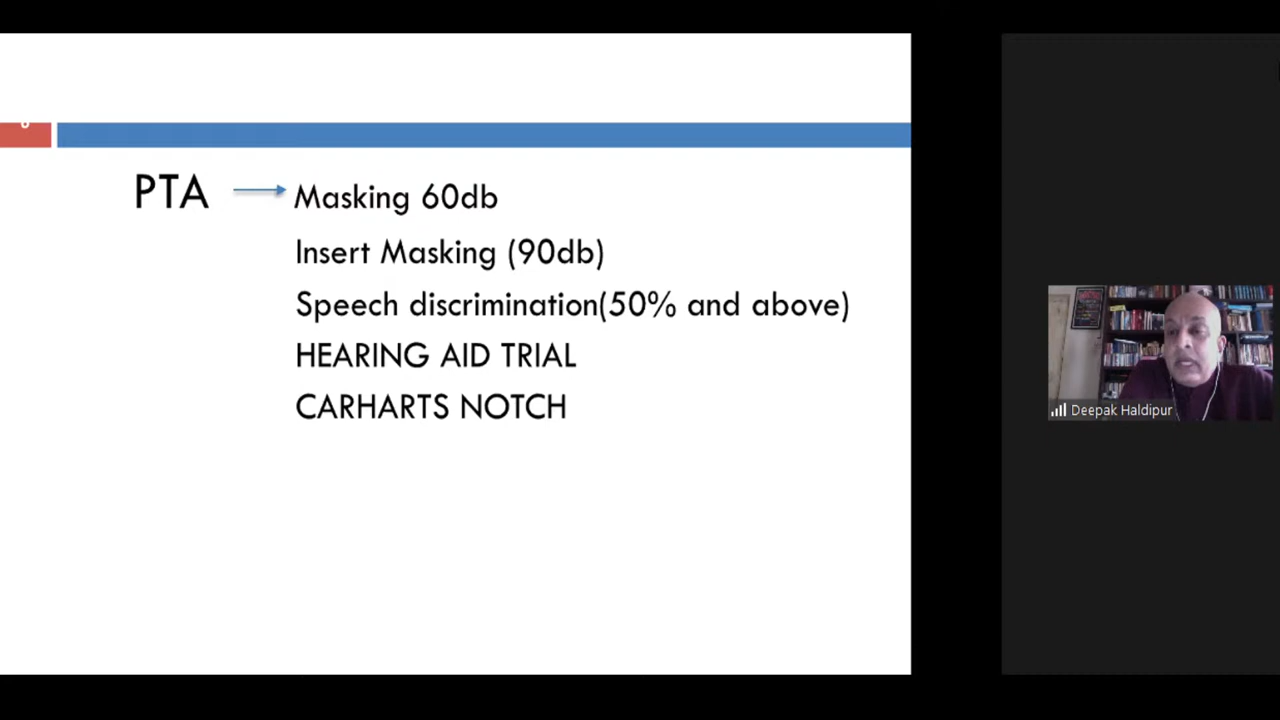 PTA Masking 60db
Insert Masking (90db)
Speech discrimination(50% and above)
HEARING AID TRIAL
CARHARTS NOTCH
Deepak Haldipur